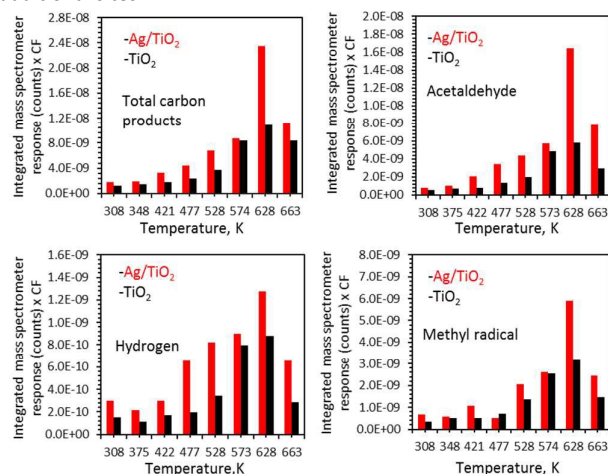 Integrated mass spectrometer
response (counts) x CF
2.8E-08
2.4E-08
2.0E-08
1.6E-08
1.2E-08
8.0E-09
4.0E-09
0.0E+00
-Ag/TiO2
-TiO2
Total carbon
products
308 348 421 477 528 574 628 663
Temperature, K
Integrated mass spectrometer
response (counts) x CF
2.0E-08
1.8E-08
1.6E-08
1.4E-08
1.2E-08
1.0E-08
8.0E-09
6.0E-09
4.0E-09
2.0E-09
0.0E+00
-Ag/TiO2
-TiO2
Acetaldehyde
308 375 422 477 528 573 628 663
Temperature, K
Integrated mass spectrometer
response (counts) x CF
1.6E-09
1.4E-09
1.2E-09
1.0E-09
8.0E-10
6.0E-10
4.0E-10
2.0E-10
0.0E+00
-Ag/TiO2
-TiO2
Hydrogen
308 375 421 477 528 573 628 663
Temperature,K
Integrated mass spectrometer
response (counts) x CF
8.0E-09
7.0E-09
6.0E-09
5.0E-09
4.0E-09
3.0E-09
2.0E-09
1.0E-09
0.0E+00
-Ag/TiO2
-TiO2
Methyl radical
308 348 421 477 528 574 628 663
Temperature, K